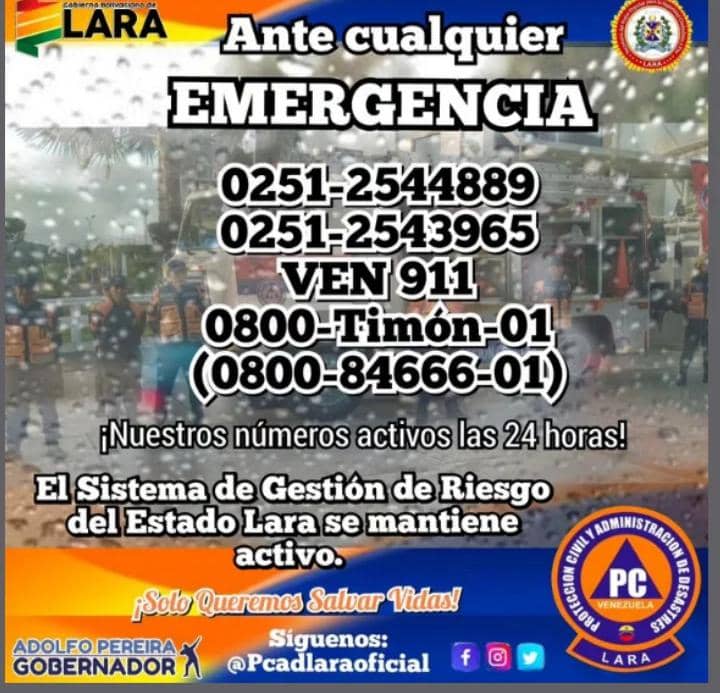 Gobierno Bolivariano de
LARA
Ante cualquier
EMERGENCIA
0251-2544889
0251-2543965
VEN 911
0800-Timón-01
(0800-84666-01)
¡Nuestros números activos las 24 horas!
El Sistema de Gestión de Riesgo
del Estado Lara se mantiene
activo.
¡Solo Queremos Salvar Vidas!
ADOLFO PEREIRA
GOBERNADOR
Síguenos:
@Pcadlaraoficial
PROTECCION CIVIL Y ADMINISTRACION DE DESASTRES
PC
VENEZUELA
LARA